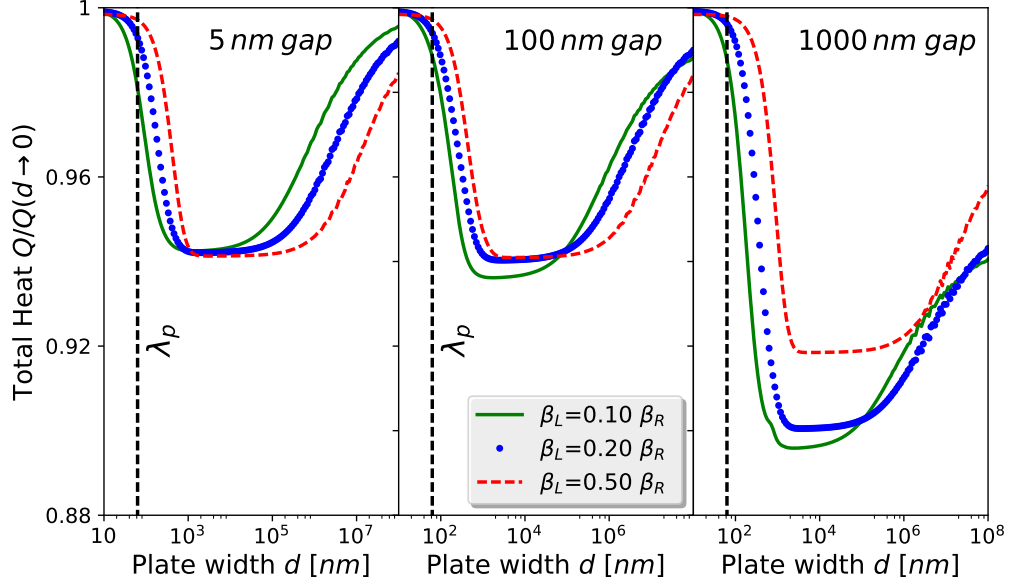 Total Heat Q/Q(d → 0)
1
0.96
0.92
0.88
5 nm gap
100 nm gap
1000 nm gap
λp
λp
βL=0.10 βR
βL=0.20 βR
βL=0.50 βR
10 10³ 10⁵ 10⁷
10² 10⁴ 10⁶
10² 10⁴ 10⁶ 10⁸
Plate width d [nm]
Plate width d [nm]
Plate width d [nm]